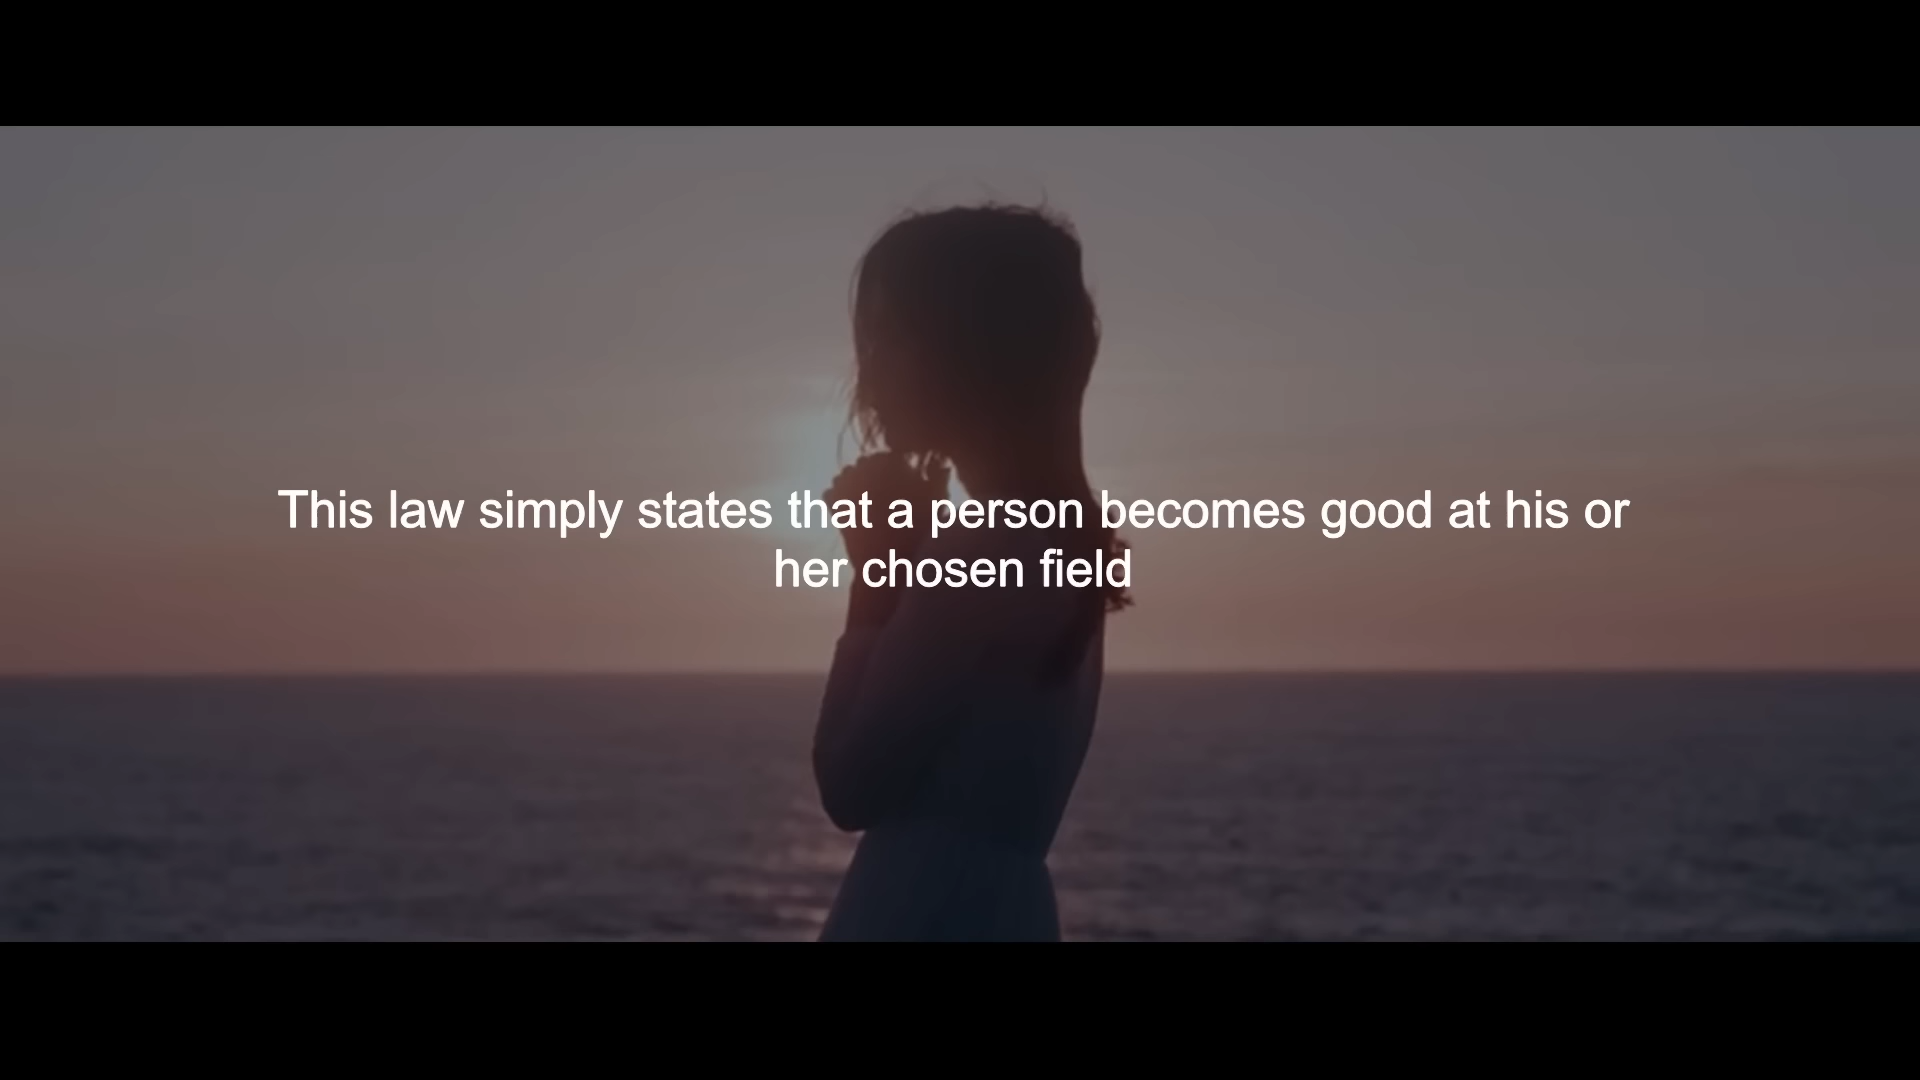 This law simply states that a person becomes good at his or
her chosen field